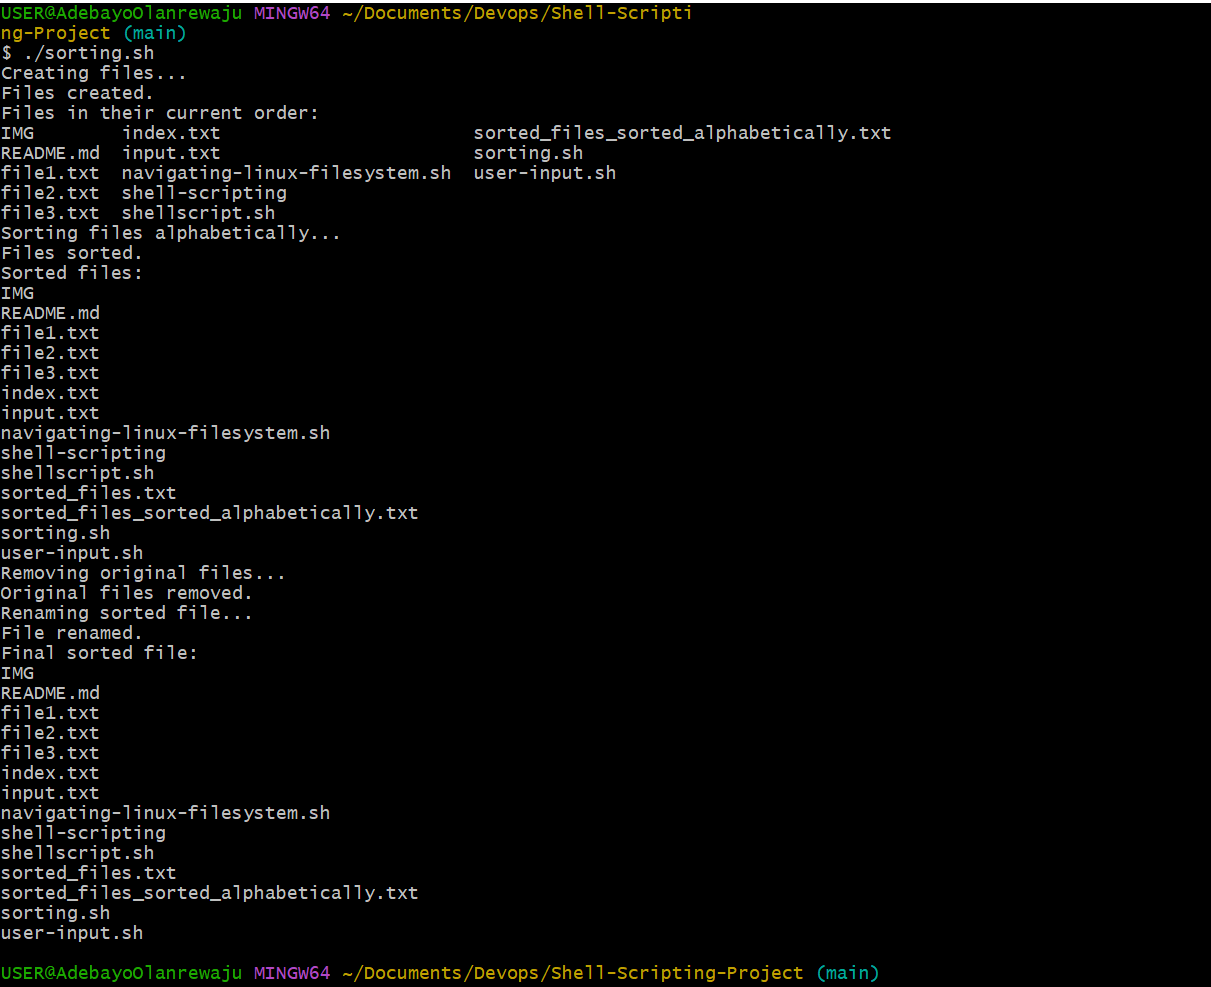 USER@AdebayoOlanrewaju MINGW64 ~/Documents/Devops/Shell-Scripti
ng-Project (main)
$ ./sorting.sh
Creating files...
Files created.
Files in their current order:
IMG        index.txt                       sorted_files_sorted_alphabetically.txt
README.md  input.txt                       sorting.sh
file1.txt  navigating-linux-filesystem.sh  user-input.sh
file2.txt  shell-scripting
file3.txt  shellscript.sh
Sorting files alphabetically...
Files sorted.
Sorted files:
IMG
README.md
file1.txt
file2.txt
file3.txt
index.txt
input.txt
navigating-linux-filesystem.sh
shell-scripting
shellscript.sh
sorted_files.txt
sorted_files_sorted_alphabetically.txt
sorting.sh
user-input.sh
Removing original files...
Original files removed.
Renaming sorted file...
File renamed.
Final sorted file:
IMG
README.md
file1.txt
file2.txt
file3.txt
index.txt
input.txt
navigating-linux-filesystem.sh
shell-scripting
shellscript.sh
sorted_files.txt
sorted_files_sorted_alphabetically.txt
sorting.sh
user-input.sh
USER@AdebayoOlanrewaju MINGW64 ~/Documents/Devops/Shell-Scripting-Project (main)